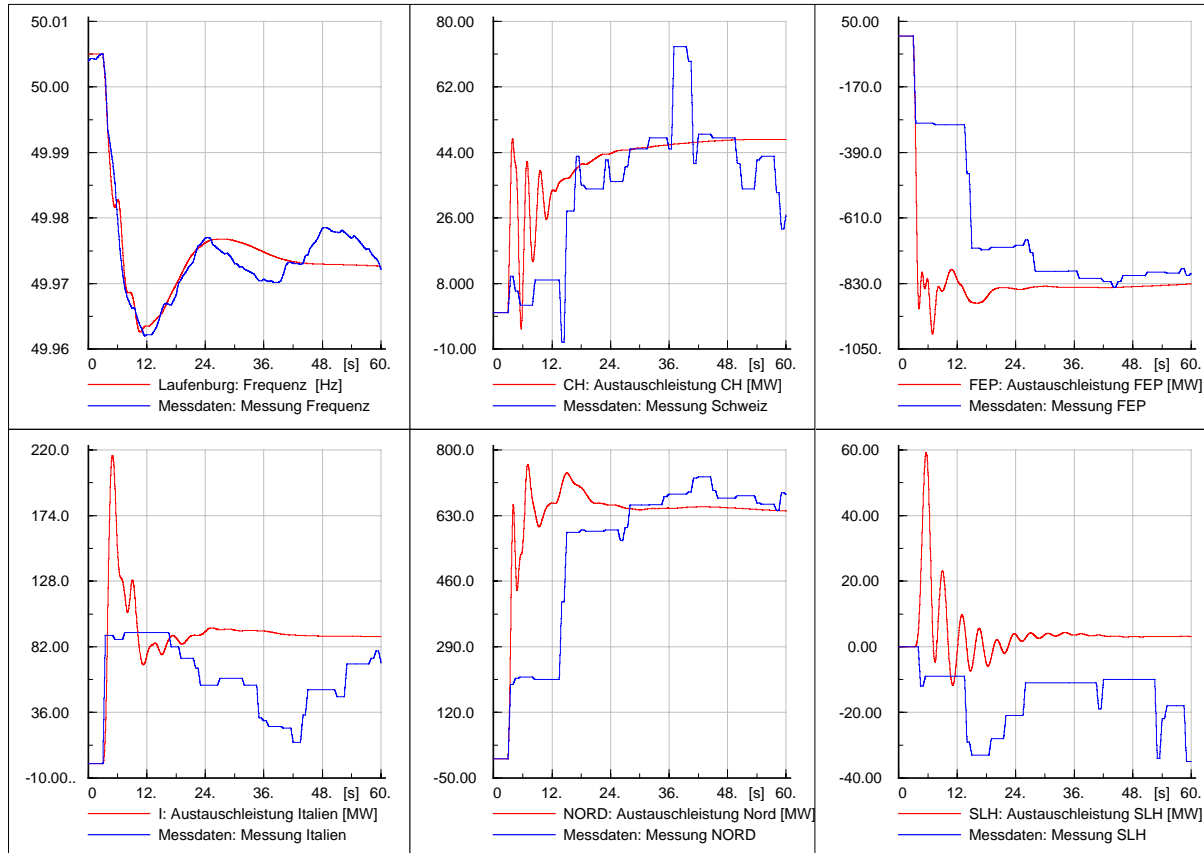 50.01
50.00
49.99
49.98
49.97
49.96
0 12. 24. 36. 48. [s] 60.
Laufenburg: Frequenz [Hz]
Messdaten: Messung Frequenz
80.00
62.00
44.00
26.00
8.000
-10.00
0 12. 24. 36. 48. [s] 60.
CH: Austauschleistung CH [MW]
Messdaten: Messung Schweiz
50.00
-170.
-390.
-610.
-830.
-1050.
0 12. 24. 36. 48. [s] 60.
FEP: Austauschleistung FEP [MW]
Messdaten: Messung FEP
220.0
174.0
128.0
82.00
36.00
-10.00..
0 12. 24. 36. 48. [s] 60.
I: Austauschleistung Italien [MW]
Messdaten: Messung Italien
800.0
630.0
460.0
290.0
120.0
-50.00
0 12. 24. 36. 48. [s] 60.
NORD: Austauschleistung Nord [MW]
Messdaten: Messung NORD
60.00
40.00
20.00
0.00
-20.00
-40.00
0 12. 24. 36. 48. [s] 60.
SLH: Austauschleistung SLH [MW]
Messdaten: Messung SLH